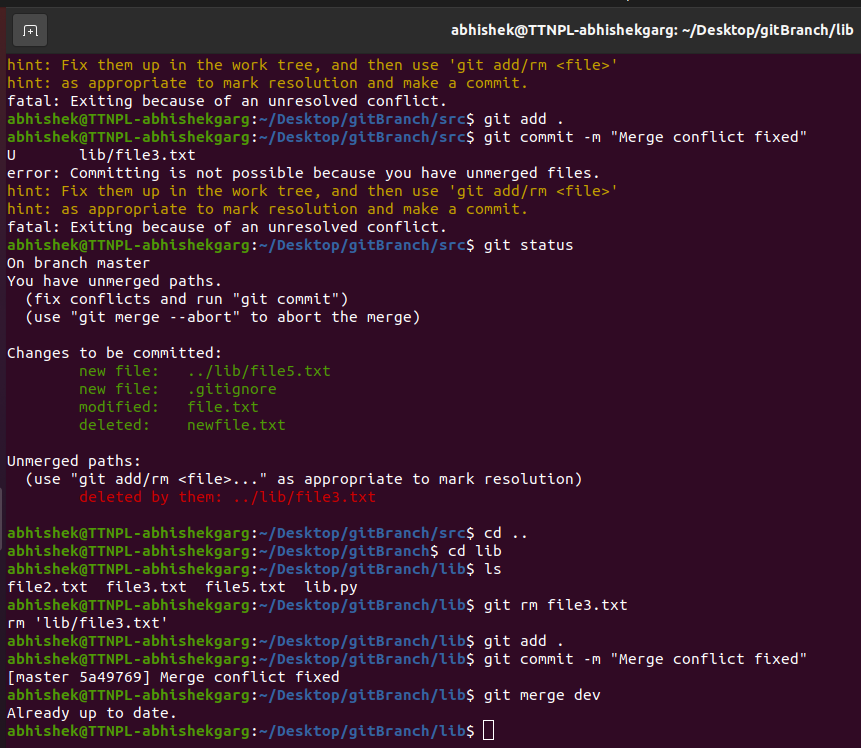 abhishek@TTNPL-abhishekgarg: ~/Desktop/gitBranch/lib
hint: Fix them up in the work tree, and then use 'git add/rm <file>'
hint: as appropriate to mark resolution and make a commit.
fatal: Exiting because of an unresolved conflict.
abhishek@TTNPL-abhishekgarg:~/Desktop/gitBranch/src$ git add .
abhishek@TTNPL-abhishekgarg:~/Desktop/gitBranch/src$ git commit -m "Merge conflict fixed"
U       lib/file3.txt
error: Committing is not possible because you have unmerged files.
hint: Fix them up in the work tree, and then use 'git add/rm <file>'
hint: as appropriate to mark resolution and make a commit.
fatal: Exiting because of an unresolved conflict.
abhishek@TTNPL-abhishekgarg:~/Desktop/gitBranch/src$ git status
On branch master
You have unmerged paths.
  (fix conflicts and run "git commit")
  (use "git merge --abort" to abort the merge)
Changes to be committed:
        new file:   ../lib/file5.txt
        new file:   .gitignore
        modified:   file.txt
        deleted:    newfile.txt
Unmerged paths:
  (use "git add/rm <file>..." as appropriate to mark resolution)
        deleted by them: ../lib/file3.txt
abhishek@TTNPL-abhishekgarg:~/Desktop/gitBranch/src$ cd ..
abhishek@TTNPL-abhishekgarg:~/Desktop/gitBranch$ cd lib
abhishek@TTNPL-abhishekgarg:~/Desktop/gitBranch/lib$ ls
file2.txt  file3.txt  file5.txt  lib.py
abhishek@TTNPL-abhishekgarg:~/Desktop/gitBranch/lib$ git rm file3.txt
rm 'lib/file3.txt'
abhishek@TTNPL-abhishekgarg:~/Desktop/gitBranch/lib$ git add .
abhishek@TTNPL-abhishekgarg:~/Desktop/gitBranch/lib$ git commit -m "Merge conflict fixed"
[master 5a49769] Merge conflict fixed
abhishek@TTNPL-abhishekgarg:~/Desktop/gitBranch/lib$ git merge dev
Already up to date.
abhishek@TTNPL-abhishekgarg:~/Desktop/gitBranch/lib$